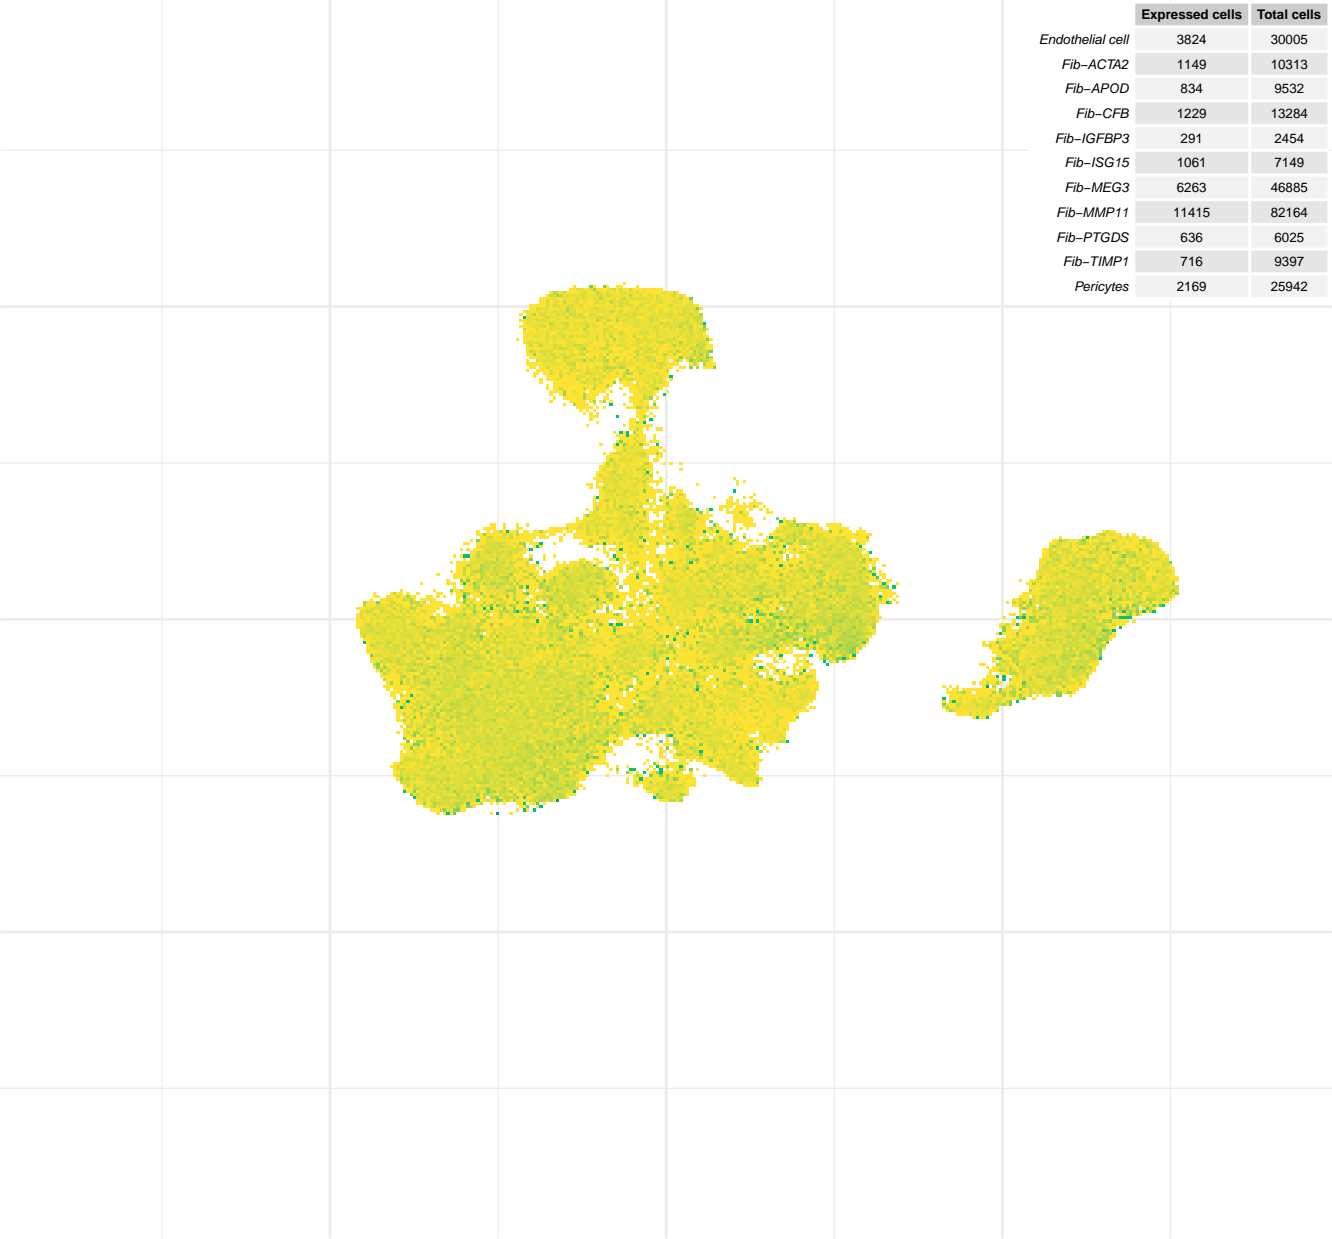 Expressed cells Total cells
Endothelial cell 3824 30005
Fib−ACTA2 1149 10313
Fib−APOD 834 9532
Fib−CFB 1229 13284
Fib−IGFBP3 291 2454
Fib−ISG15 1061 7149
Fib−MEG3 6263 46885
Fib−MMP11 11415 82164
Fib−PTGDS 636 6025
Fib−TIMP1 716 9397
Pericytes 2169 25942